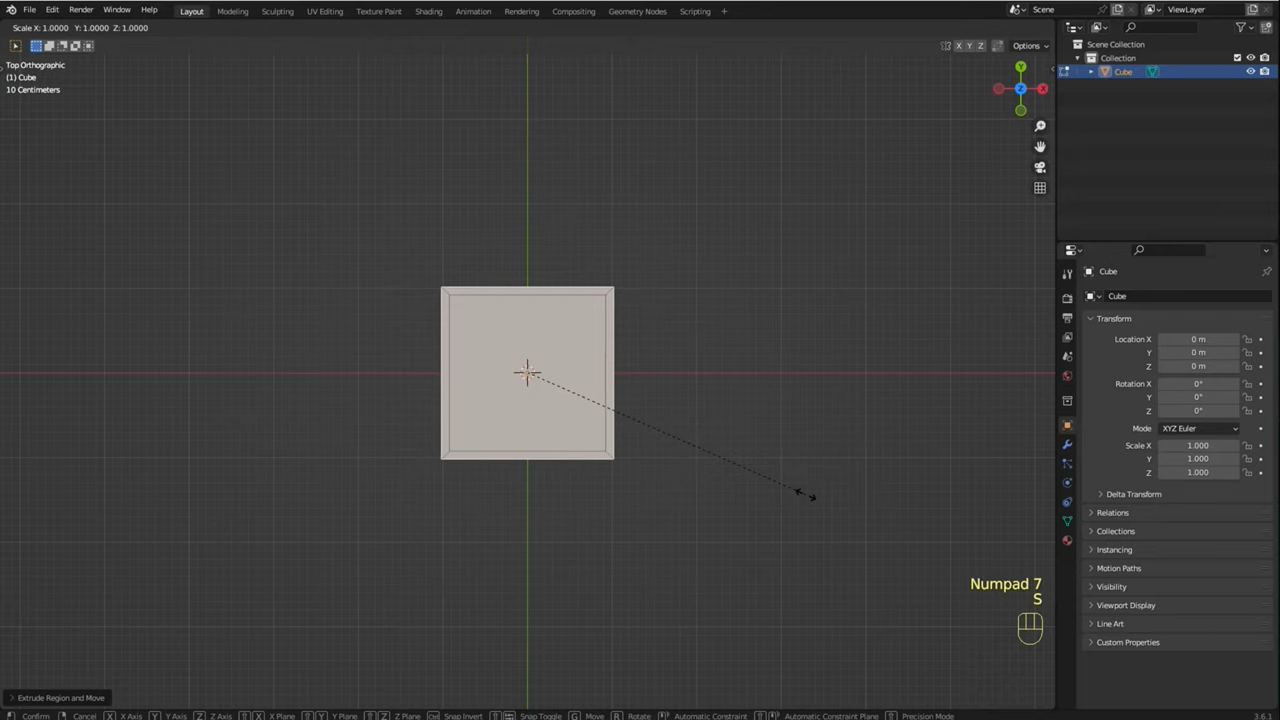 File Edit Render Window Help Layout Modeling Sculpting UV Editing Texture Paint Shading Animation Rendering Compositing Geometry Nodes Scripting + Scene ViewLayer
Scale X: 1.0000 Y: 1.0000 Z: 1.0000
X Y Z Options
Top Orthographic
(1) Cube
10 Centimeters
Y
Z X
Scene Collection
Collection
Cube
Cube
Cube
Transform
Location X 0 m
Y 0 m
Z 0 m
Rotation X 0°
Y 0°
Z 0°
Mode XYZ Euler
Scale X 1.000
Y 1.000
Z 1.000
Delta Transform
Relations
Collections
Instancing
Motion Paths
Visibility
Viewport Display
Line Art
Custom Properties
Numpad 7
S
Extrude Region and Move
Confirm Cancel X X Axis Y Y Axis Z Z Axis X X Plane Y Y Plane Z Z Plane Snap Invert Snap Toggle G Move R Rotate Automatic Constraint Automatic Constraint Plane Precision Mode 3.6.1